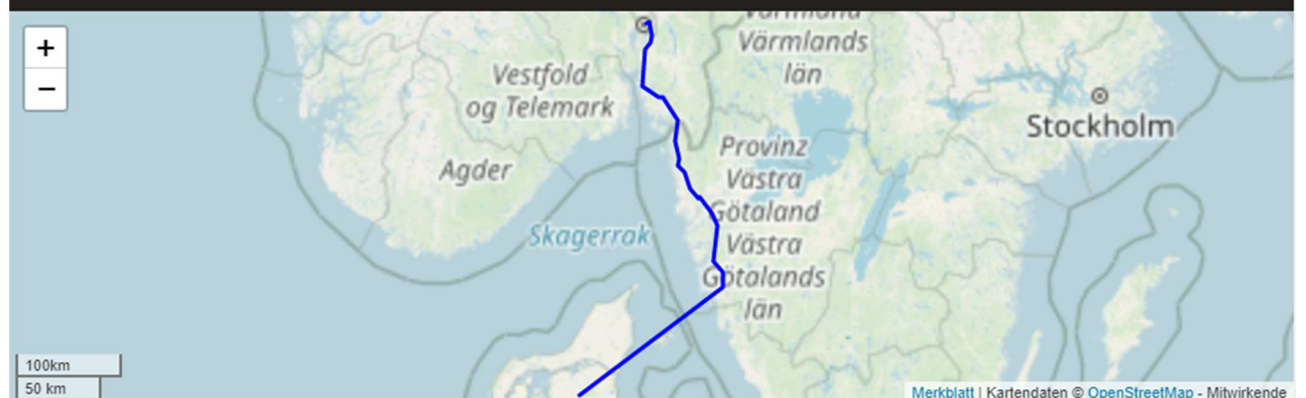 +
−
Värmland
Värmlands
län
Vestfold
og Telemark
Stockholm
Agder
Provinz
Västra
Götaland
Västra
Götalands
län
Skagerrak
100km
50 km
Merkblatt | Kartendaten © OpenStreetMap - Mitwirkende